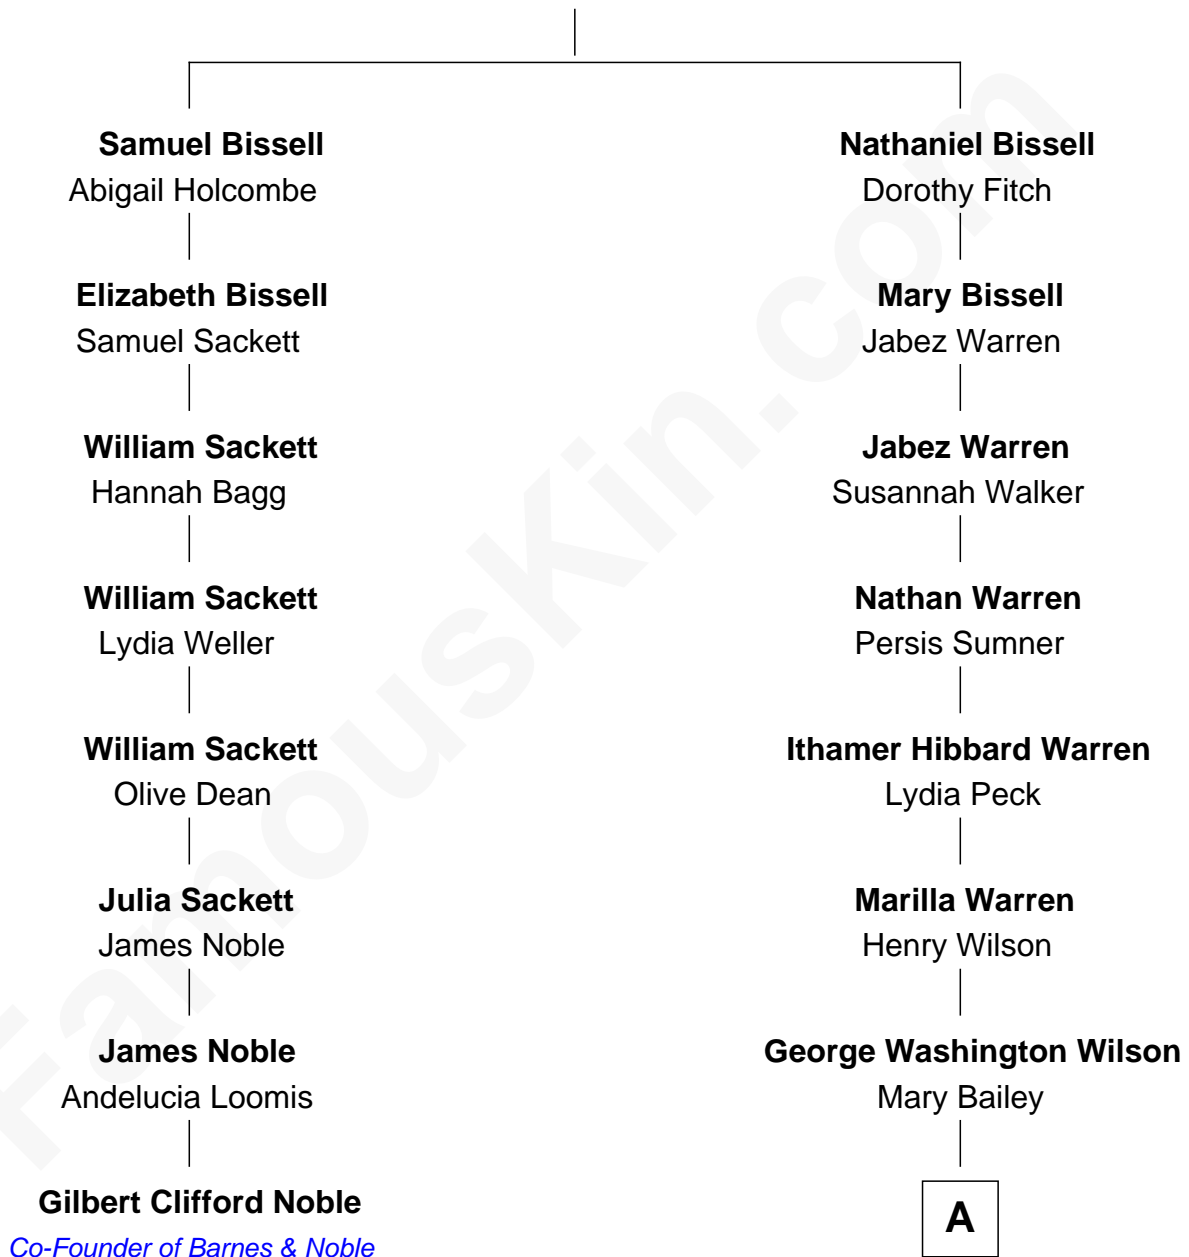 Samuel Bissell
Abigail Holcombe
Nathaniel Bissell
Dorothy Fitch
Elizabeth Bissell
Samuel Sackett
Mary Bissell
Jabez Warren
William Sackett
Hannah Bagg
Jabez Warren
Susannah Walker
William Sackett
Lydia Weller
Nathan Warren
Persis Sumner
William Sackett
Olive Dean
Ithamer Hibbard Warren
Lydia Peck
Julia Sackett
James Noble
Marilla Warren
Henry Wilson
James Noble
Andelucia Loomis
George Washington Wilson
Mary Bailey
Gilbert Clifford Noble
Co-Founder of Barnes & Noble
A
FamousKin.com